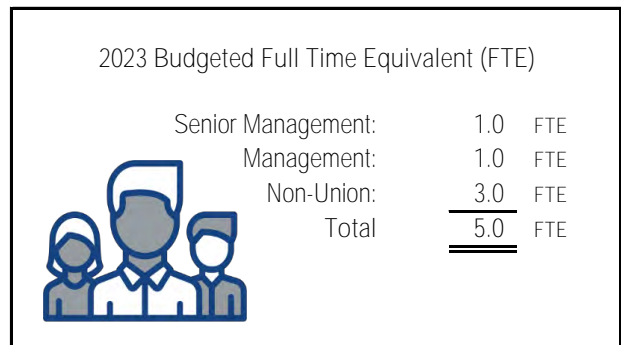 2023 Budgeted Full Time Equivalent (FTE)
Senior Management: 1.0 FTE
Management: 1.0 FTE
Non-Union: 3.0 FTE
Total 5.0 FTE